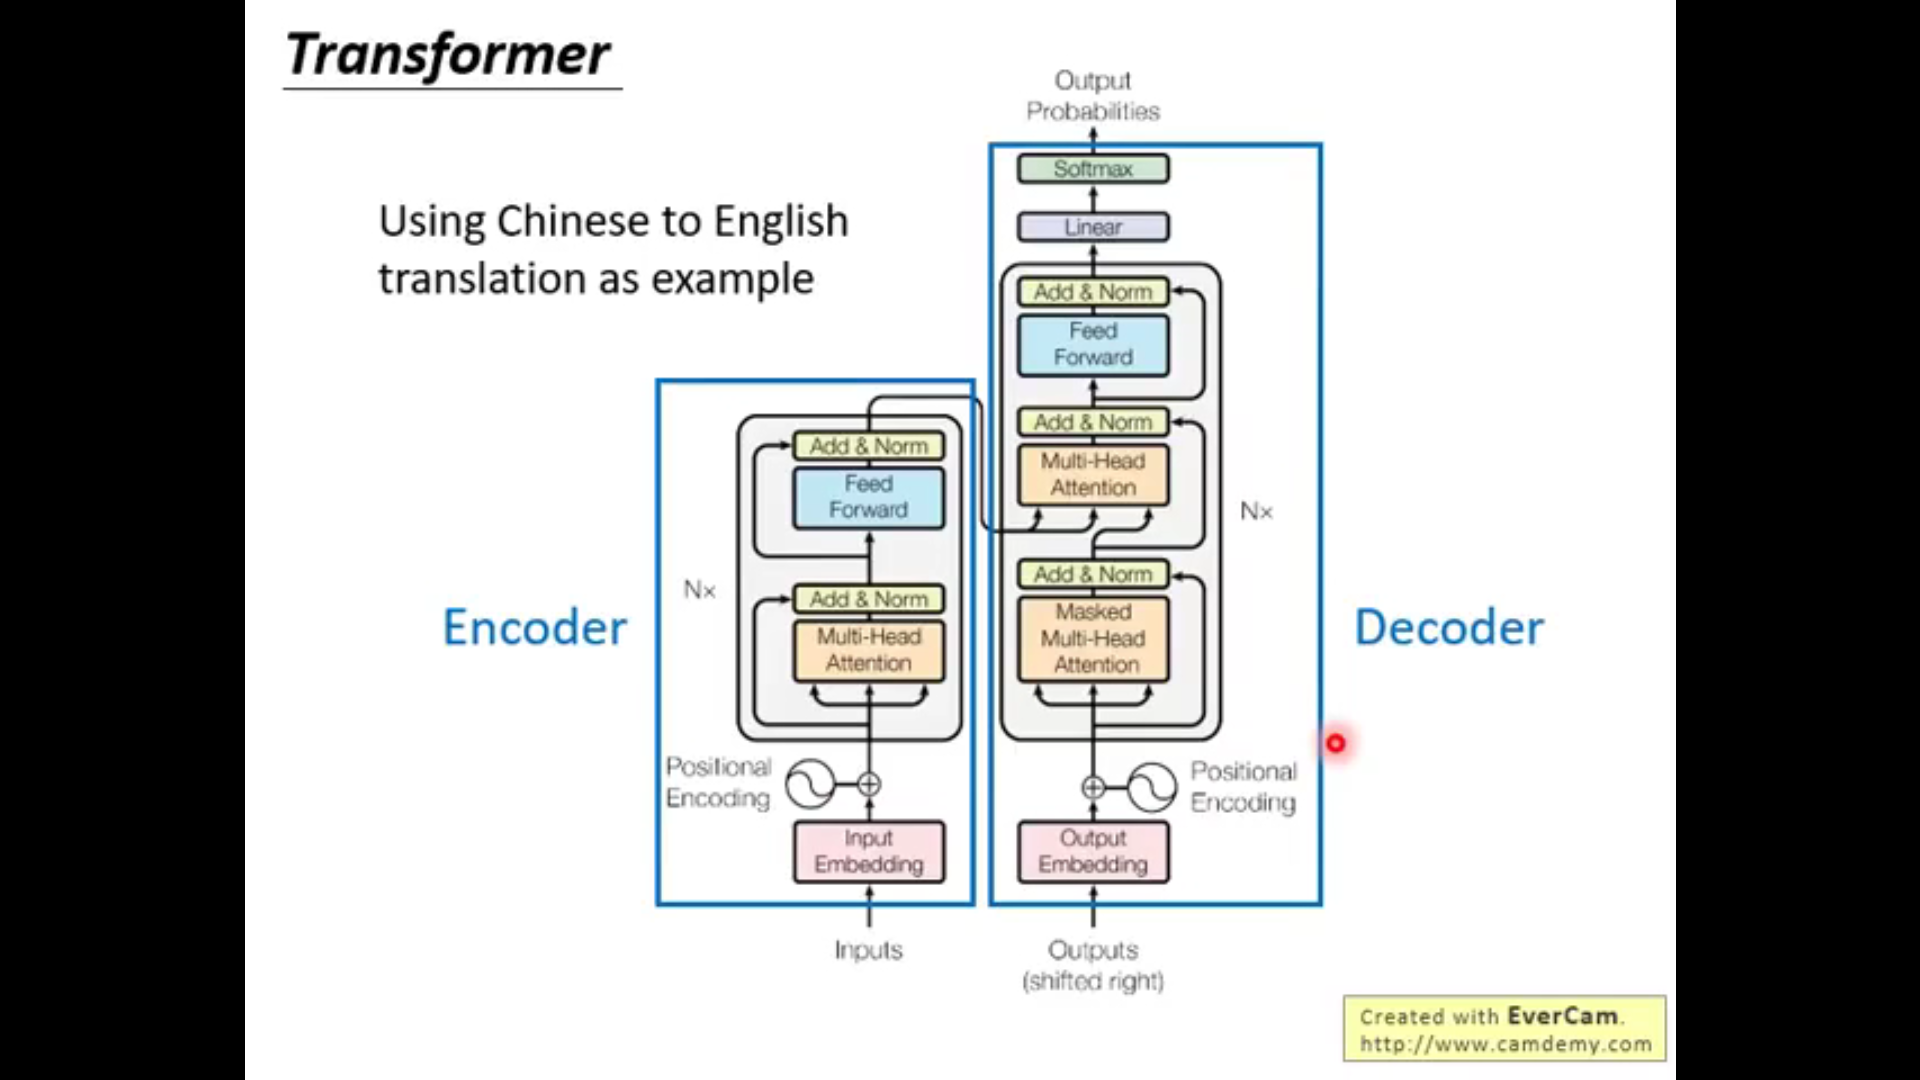 Transformer
Using Chinese to English
translation as example
Encoder
Nx
Add & Norm
Feed
Forward
Add & Norm
Multi-Head
Attention
Positional
Encoding
Input
Embedding
Inputs
Output
Probabilities
Softmax
Linear
Add & Norm
Feed
Forward
Add & Norm
Multi-Head
Attention
Nx
Add & Norm
Masked
Multi-Head
Attention
Decoder
Positional
Encoding
Output
Embedding
Outputs
(shifted right)
Created with EverCam.
http://www.camdemy.com